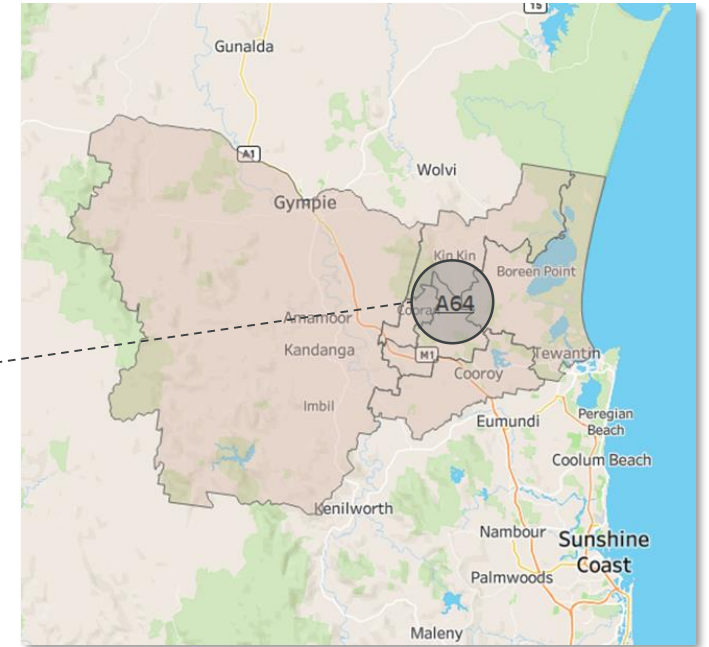 15
Gunalda
A1
Wolvi
Gympie
Kin Kin
Boreen Point
A64
Amamoor
Kandanga
M1
Tewantin
Cooroy
Imbil
Peregian
Beach
Eumundi
Coolum Beach
Kenilworth
Nambour
Sunshine
Coast
Palmwoods
Maleny